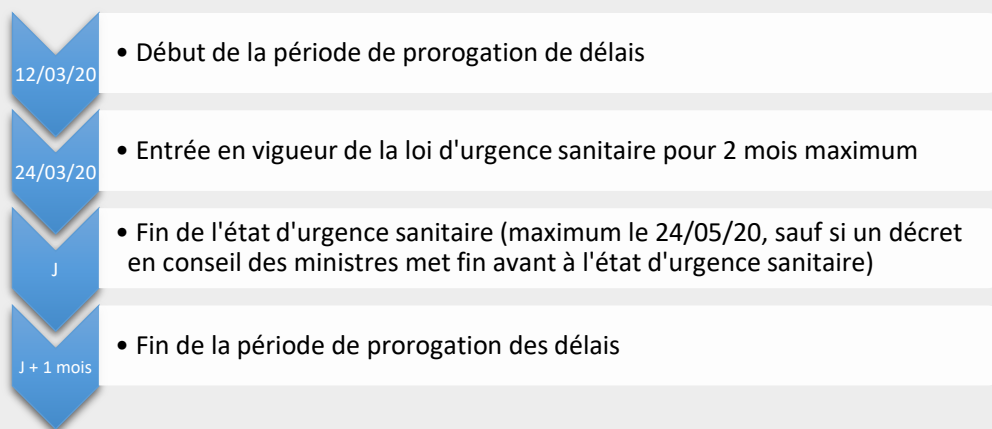 12/03/20
• Début de la période de prorogation de délais
24/03/20
• Entrée en vigueur de la loi d'urgence sanitaire pour 2 mois maximum
J
• Fin de l'état d'urgence sanitaire (maximum le 24/05/20, sauf si un décret
en conseil des ministres met fin avant à l'état d'urgence sanitaire)
J + 1 mois
• Fin de la période de prorogation des délais